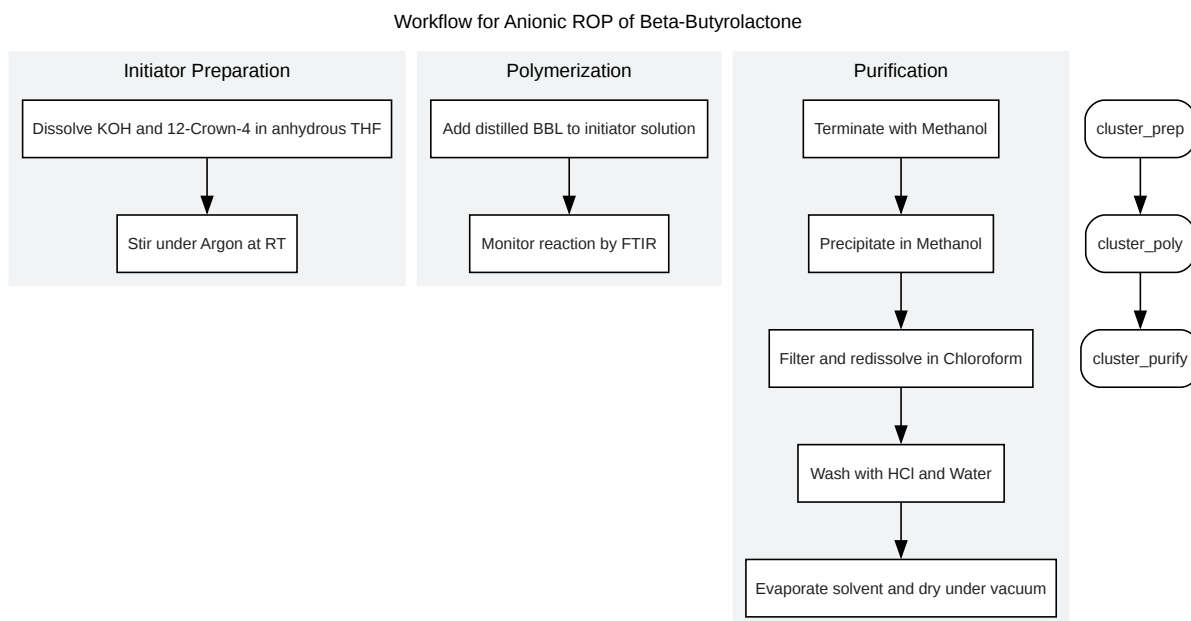 Workflow for Anionic ROP of Beta-Butyrolactone
Initiator Preparation
Dissolve KOH and 12-Crown-4 in anhydrous THF
Stir under Argon at RT
Polymerization
Add distilled BBL to initiator solution
Monitor reaction by FTIR
Purification
Terminate with Methanol
Precipitate in Methanol
Filter and redissolve in Chloroform
Wash with HCl and Water
Evaporate solvent and dry under vacuum
cluster_prep
cluster_poly
cluster_purify